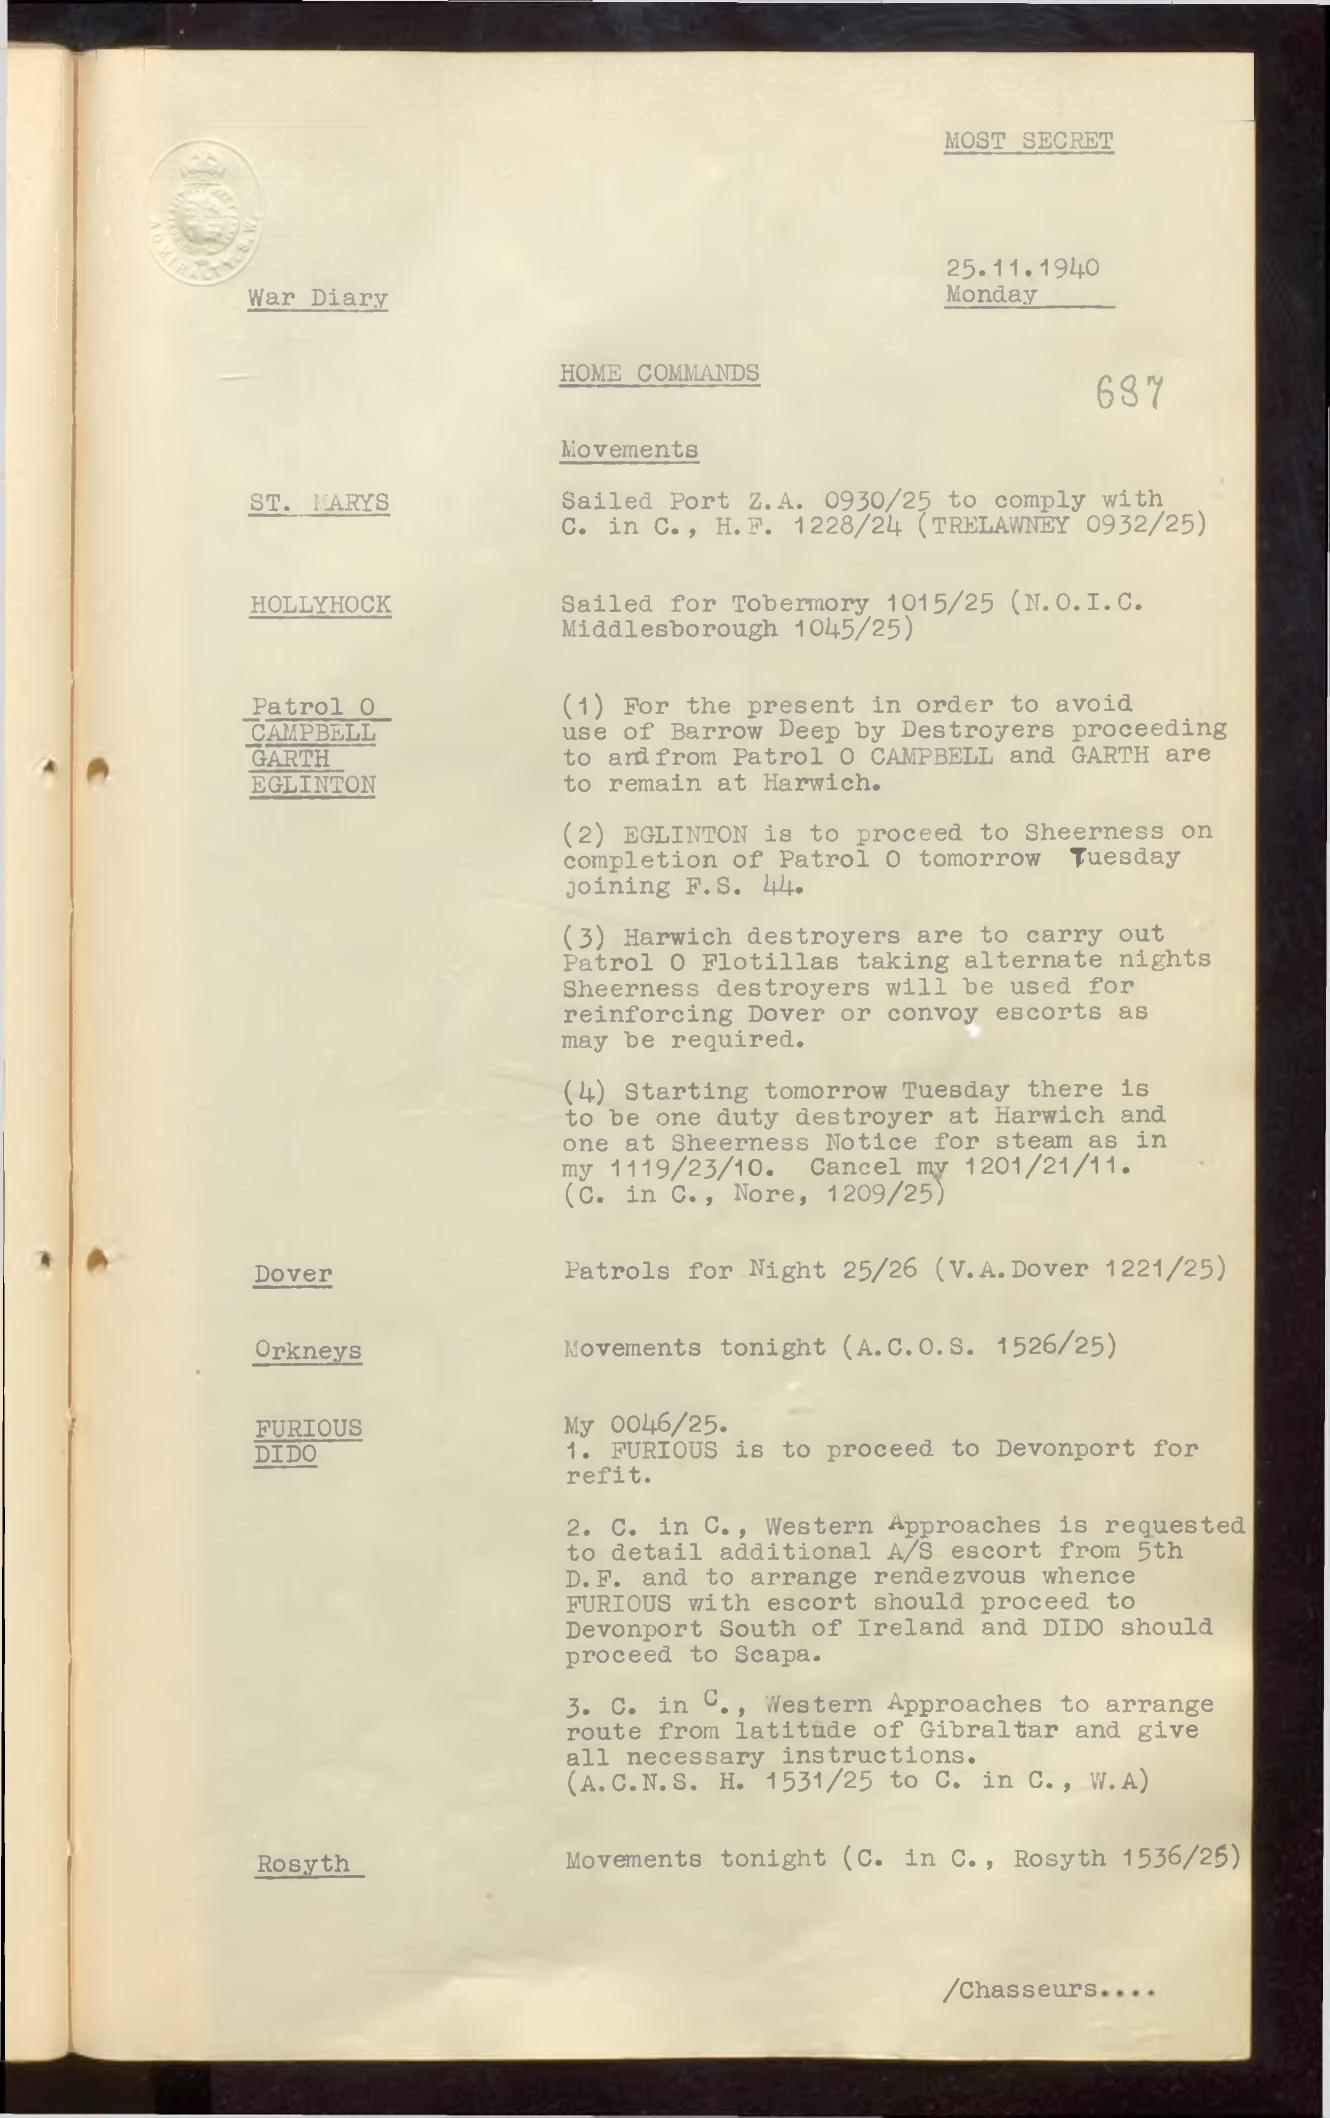 MOST SECRET
ADMIRALTY. S.W.
25.11.1940
War Diary
Monday
HOME COMMANDS
687
Movements
ST. MARYS
Sailed Port Z.A. 0930/25 to comply with
C. in C., H.F. 1228/24 (TRELAWNEY 0932/25)
HOLLYHOCK
Sailed for Tobermory 1015/25 (N.O.I.C.
Middlesborough 1045/25)
Patrol O
CAMPBELL
GARTH
EGLINTON
(1) For the present in order to avoid
use of Barrow Deep by Destroyers proceeding
to and from Patrol O CAMPBELL and GARTH are
to remain at Harwich.
(2) EGLINTON is to proceed to Sheerness on
completion of Patrol O tomorrow Tuesday
joining F.S. 44.
(3) Harwich destroyers are to carry out
Patrol O Flotillas taking alternate nights
Sheerness destroyers will be used for
reinforcing Dover or convoy escorts as
may be required.
(4) Starting tomorrow Tuesday there is
to be one duty destroyer at Harwich and
one at Sheerness Notice for steam as in
my 1119/23/10. Cancel my 1201/21/11.
(C. in C., Nore, 1209/25)
Dover
Patrols for Night 25/26 (V.A.Dover 1221/25)
Orkneys
Movements tonight (A.C.O.S. 1526/25)
FURIOUS
DIDO
My 0046/25.
1. FURIOUS is to proceed to Devonport for
refit.
2. C. in C., Western Approaches is requested
to detail additional A/S escort from 5th
D.F. and to arrange rendezvous whence
FURIOUS with escort should proceed to
Devonport South of Ireland and DIDO should
proceed to Scapa.
3. C. in C., Western Approaches to arrange
route from latitude of Gibraltar and give
all necessary instructions.
(A.C.N.S. H. 1531/25 to C. in C., W.A)
Rosyth
Movements tonight (C. in C., Rosyth 1536/25)
/Chasseurs....